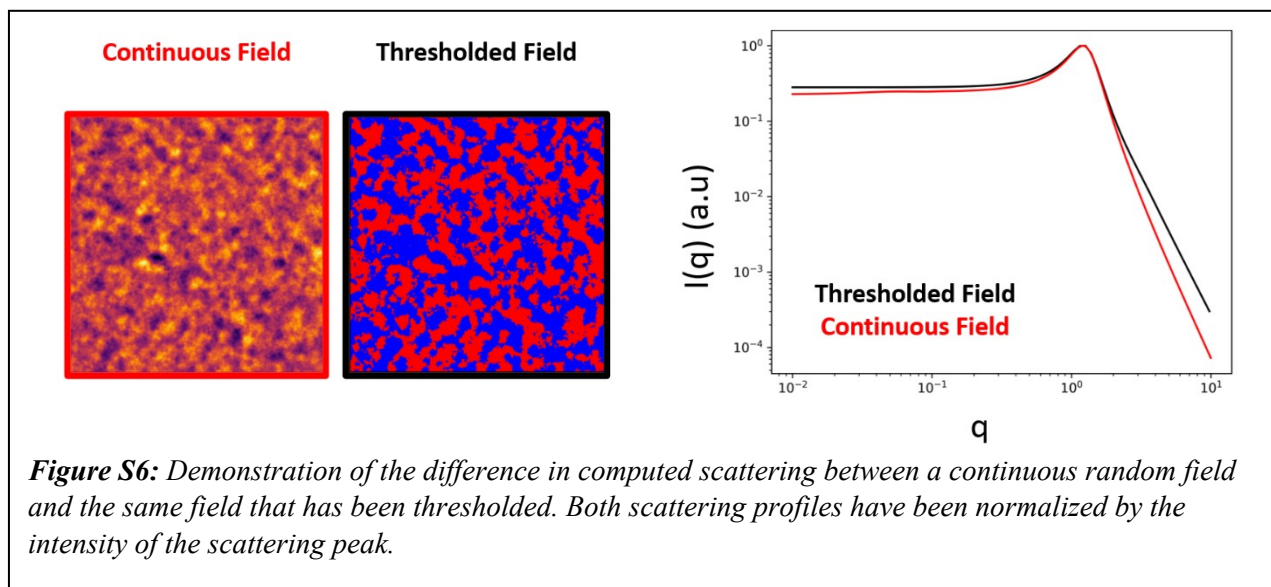 Continuous Field
Thresholded Field
I(q) (a.u)
10⁰
10⁻¹
10⁻²
10⁻³
10⁻⁴
Thresholded Field
Continuous Field
10⁻²
10⁻¹
10⁰
10¹
q
Figure S6: Demonstration of the difference in computed scattering between a continuous random field
and the same field that has been thresholded. Both scattering profiles have been normalized by the
intensity of the scattering peak.